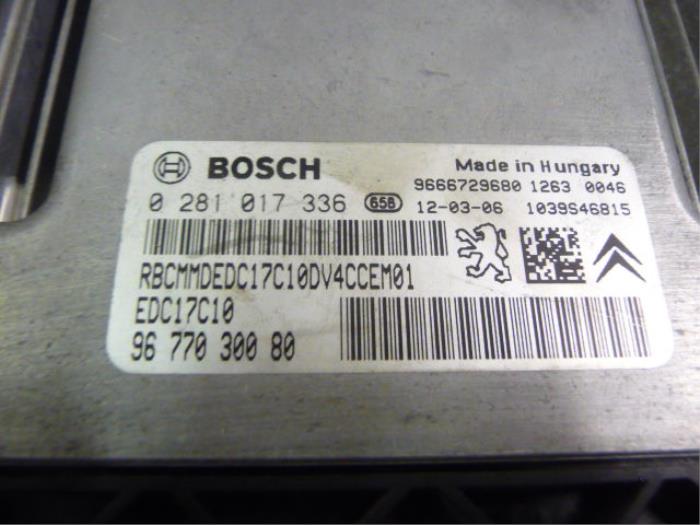 BOSCH
Made in Hungary
9666729680 1263 0046
0 281 017 336 65B 12-03-06 1039S46815
RBCMMDEDC17C10DV4CCEM01
EDC17C10
96 770 300 80